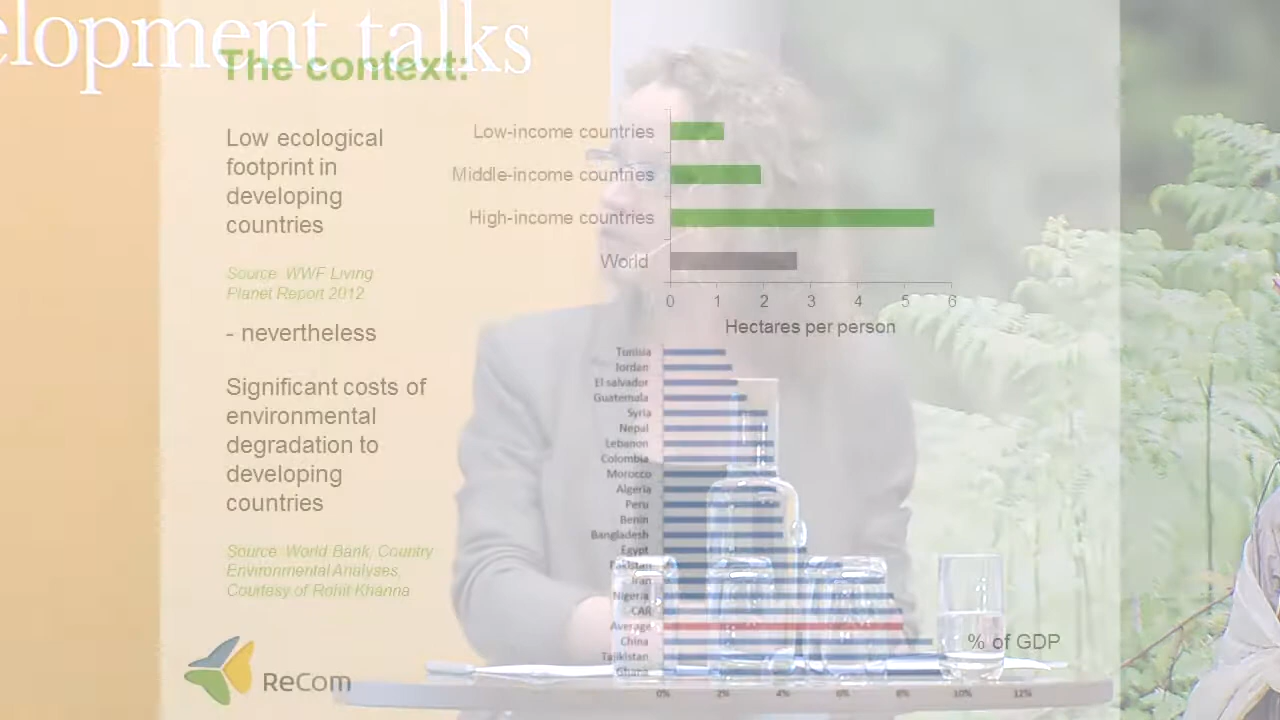 elopment talks
The context:
Low ecological
footprint in
developing
countries
Source: WWF Living
Planet Report 2012
- nevertheless
Significant costs of
environmental
degradation to
developing
countries
Source: World Bank, Country
Environmental Analyses,
Courtesy of Rohit Khanna
ReCom
Low-income countries
Middle-income countries
High-income countries
World
0 1 2 3 4 5 6
Hectares per person
Tunisia
Jordan
El salvador
Guatemala
Syria
Nepal
Lebanon
Colombia
Morocco
Algeria
Peru
Benin
Bangladesh
Egypt
Pakistan
Iran
Nigeria
CAR
Average
China
Tajikistan
Ghana
% of GDP
0% 2% 4% 6% 8% 10% 12%